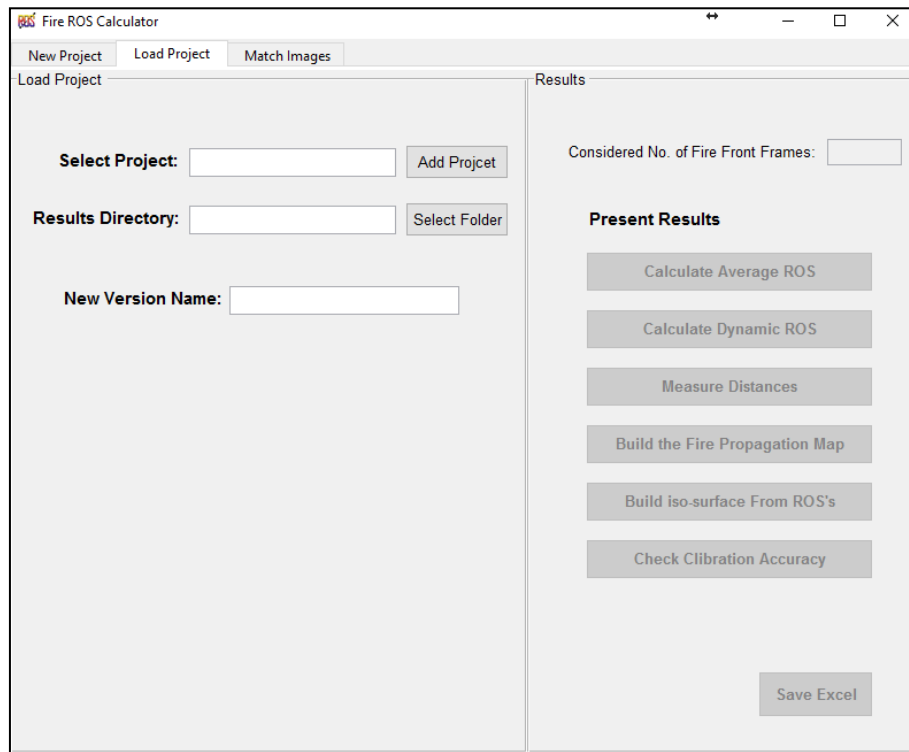 ROS Fire ROS Calculator
New Project Load Project Match Images
Load Project
Select Project: Add Projcet
Results Directory: Select Folder
New Version Name:
Results
Considered No. of Fire Front Frames:
Present Results
Calculate Average ROS
Calculate Dynamic ROS
Measure Distances
Build the Fire Propagation Map
Build iso-surface From ROS's
Check Clibration Accuracy
Save Excel